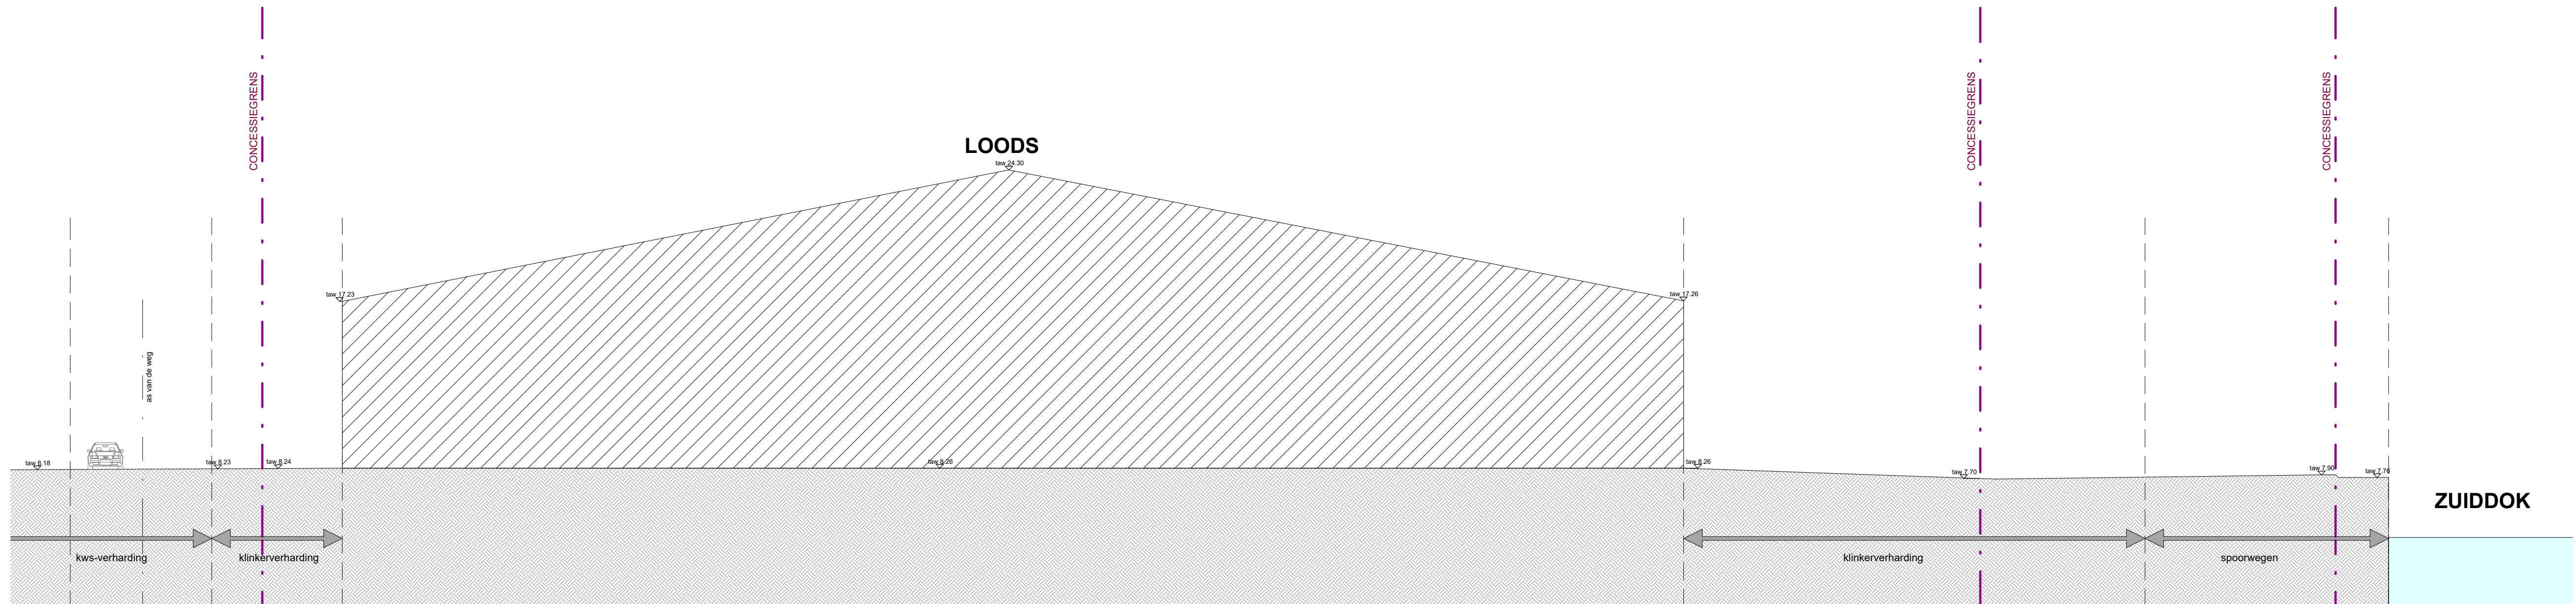 CONCESSIEGRENS
CONCESSIEGRENS
CONCESSIEGRENS
LOODS
taw 24.30
taw 17.23
taw 17.26
as van de weg
taw 8.18
taw 8.23
taw 8.24
taw 8.26
taw 8.26
taw 7.70
taw 7.90
taw 7.76
ZUIDDOK
kws-verharding
klinkerverharding
klinkerverharding
spoorwegen